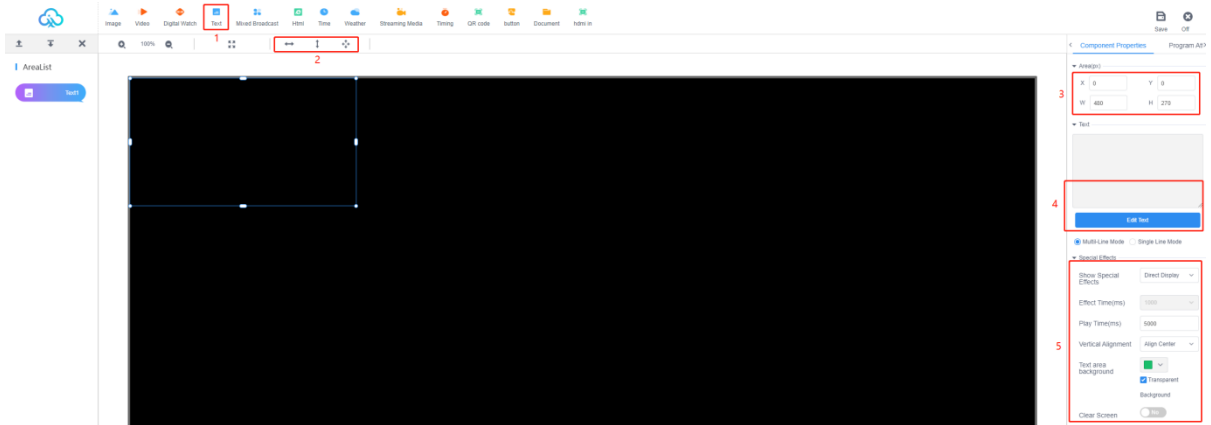 Image Video Digital Watch Text Mixed Broadcast Html Time Weather Streaming Media Timing QR code button Document hdmi-in
Save Off
1
100%
2
Component Properties
AreaList
Text1
Area(px)
X 0 Y 0
3
W 480 H 270
Text
4
Edit Text
Multi-Line Mode Single Line Mode
Special Effects
Show Special Effects Direct Display
Effect Time(ms) 1000
Play Time(ms) 5000
5
Vertical Alignment Align Center
Text area background
Transparent Background
Clear Screen No